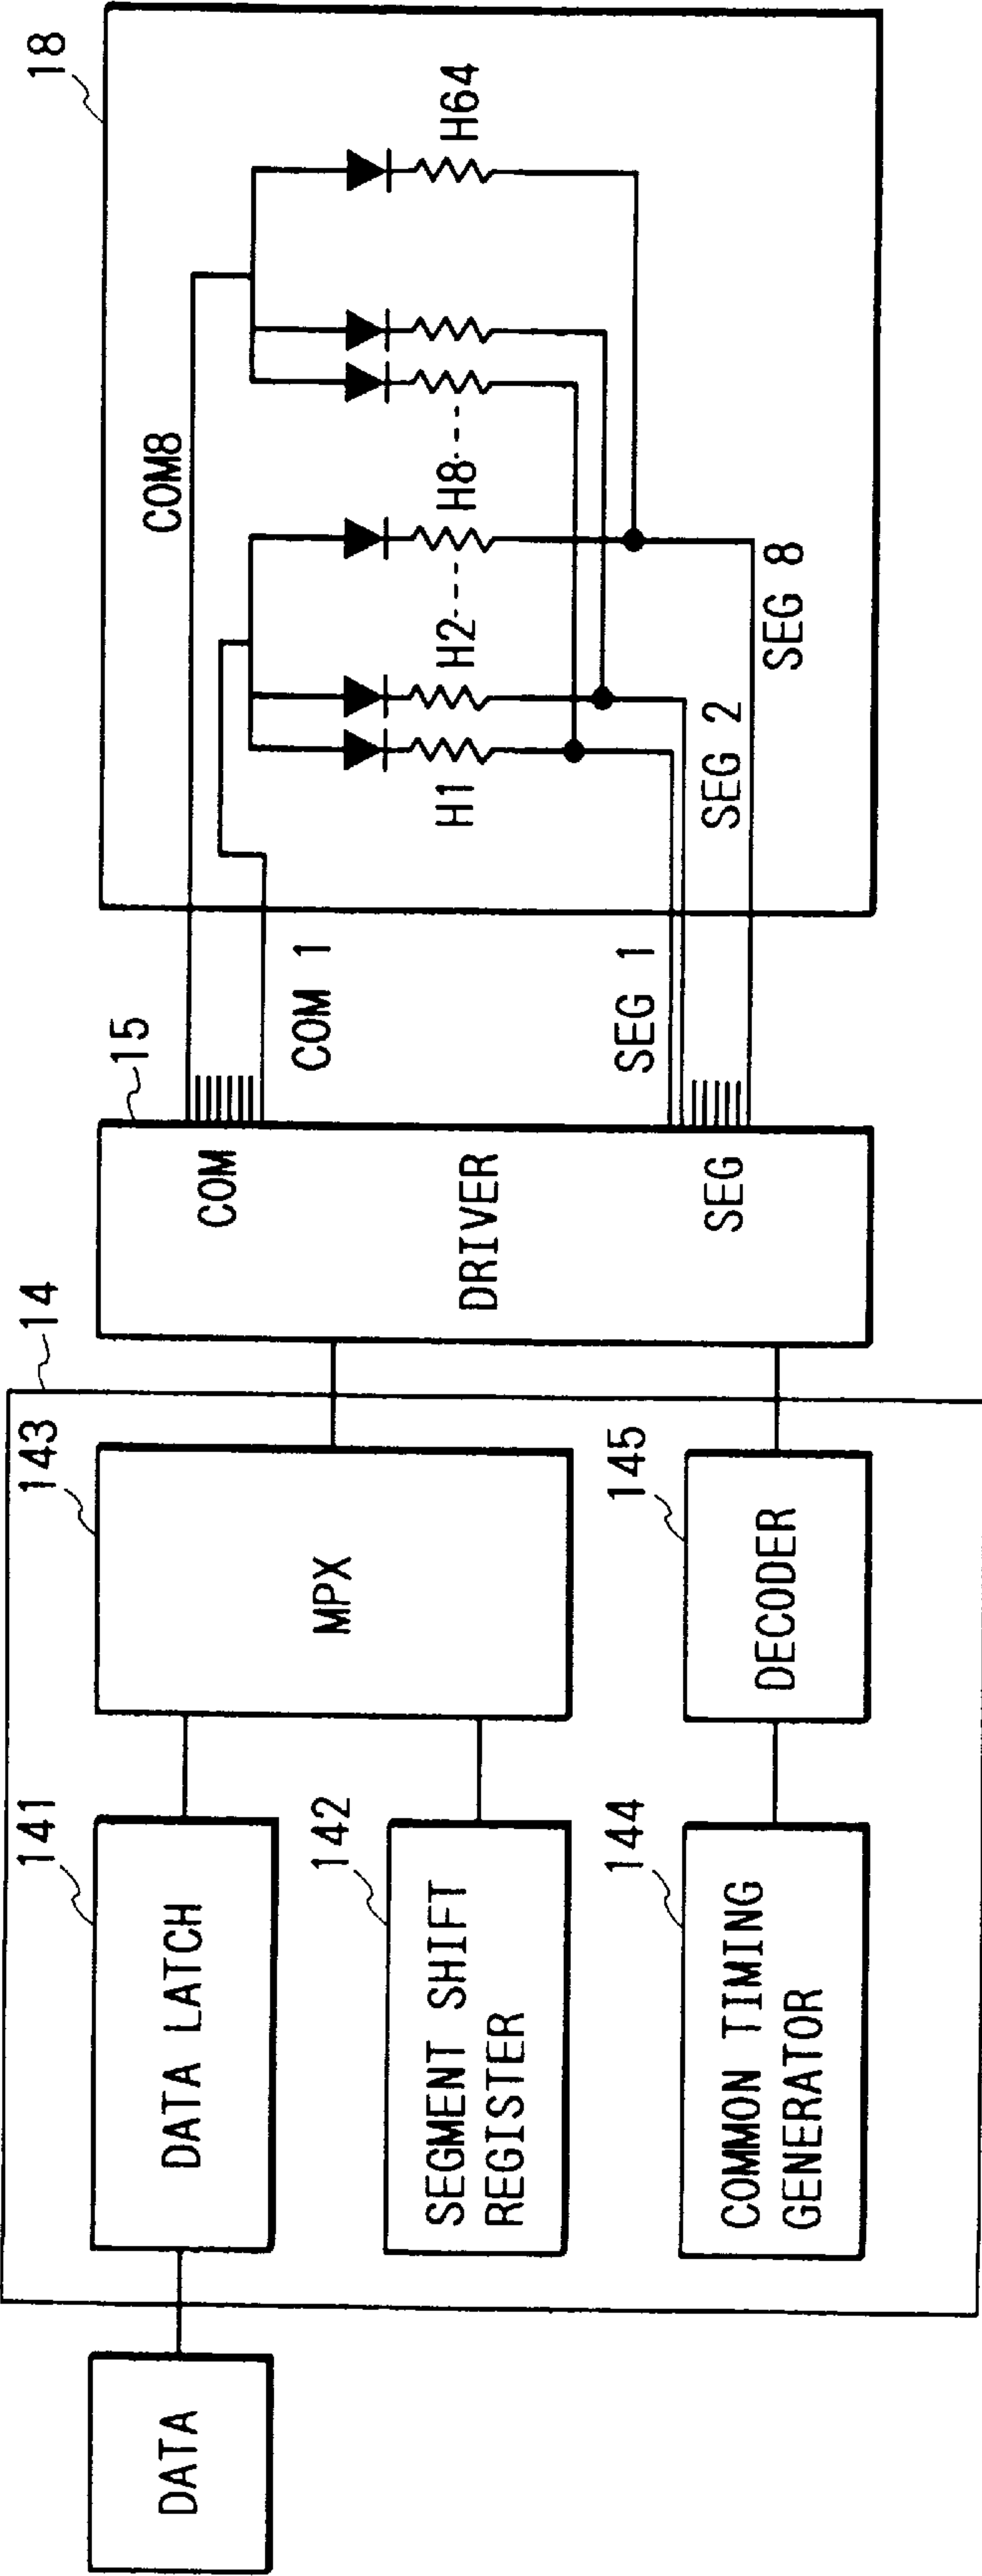 DATA
14
141
DATA LATCH
142
SEGMENT SHIFT
REGISTER
143
MPX
144
COMMON TIMING
GENERATOR
145
DECODER
15
COM
DRIVER
SEG
COM 1
SEG 1
18
COM8
H1
H2---
H8---
H64
SEG 2
SEG 8